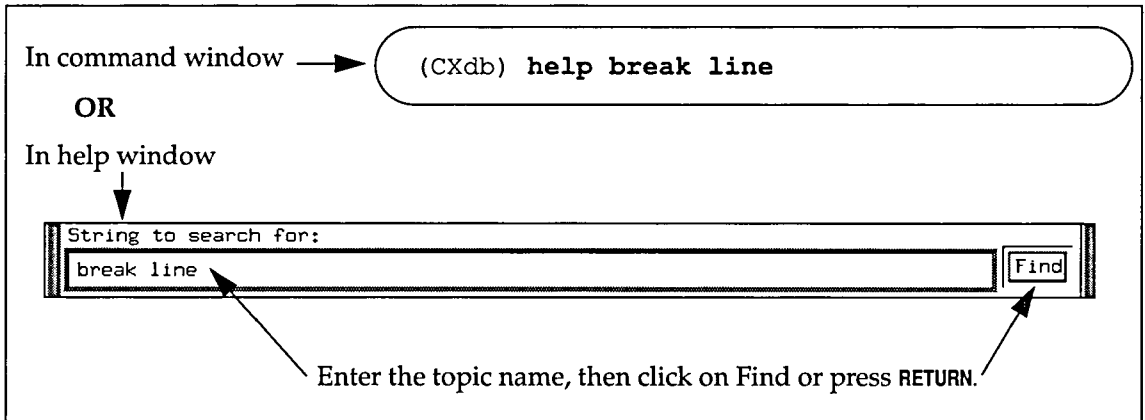 In command window
(CXdb) help break line
OR
In help window
String to search for:
break line
Find
Enter the topic name, then click on Find or press RETURN.